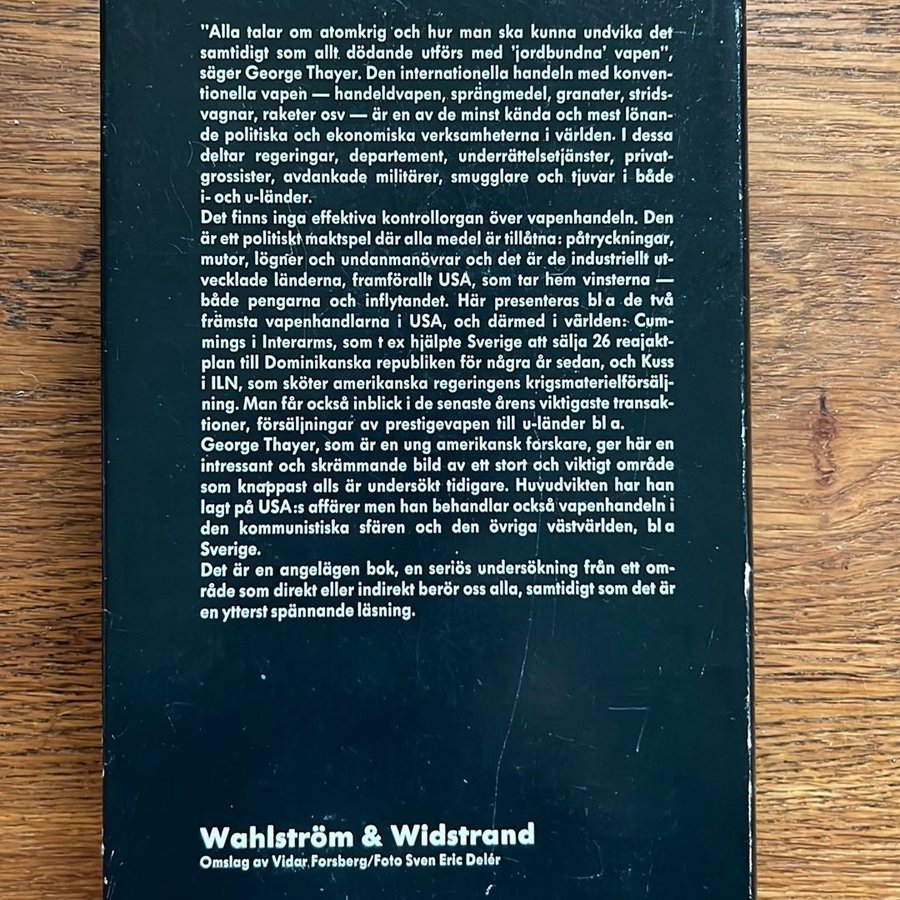 ”Alla talar om atomkrig och hur man ska kunna undvika det
samtidigt som allt dödande utförs med 'jordbundna' vapen”,
säger George Thayer. Den internationella handeln med konven-
tionella vapen — handeldvapen, sprängmedel, granater, strids-
vagnar, raketer osv — är en av de minst kända och mest lönan-
de politiska och ekonomiska verksamheterna i världen. I dessa
deltar regeringar, departement, underrättelsetjänster, privat-
grossister, avdankade militärer, smugglare och tjuvar i både
i- och u-länder.
Det finns inga effektiva kontrollorgan över vapenhandeln. Den
är ett politiskt maktspel där alla medel är tillåtna: påtryckningar,
mutor, lögner och undanmanövrar och det är de industriellt ut-
vecklade länderna, framförallt USA, som tar hem vinsterna —
både pengarna och inflytandet. Här presenteras bl a de två
främsta vapenhandlarna i USA, och därmed i världen: Cum-
mings i Interarms, som t ex hjälpte Sverige att sälja 26 reajakt-
plan till Dominikanska republiken för några år sedan, och Kuss
i ILN, som sköter amerikanska regeringens krigsmaterielförsälj-
ning. Man får också inblick i de senaste årens viktigaste transak-
tioner, försäljningar av prestigevapen till u-länder bl a.
George Thayer, som är en ung amerikansk forskare, ger här en
intressant och skrämmande bild av ett stort och viktigt område
som knappast alls är undersökt tidigare. Huvudvikten har han
lagt på USA:s affärer men han behandlar också vapenhandeln i
den kommunistiska sfären och den övriga västvärlden, bl a
Sverige.
Det är en angelägen bok, en seriös undersökning från ett om-
råde som direkt eller indirekt berör oss alla, samtidigt som det är
en ytterst spännande läsning.
Wahlström & Widstrand
Omslag av Vidar Forsberg/Foto Sven Eric Delér